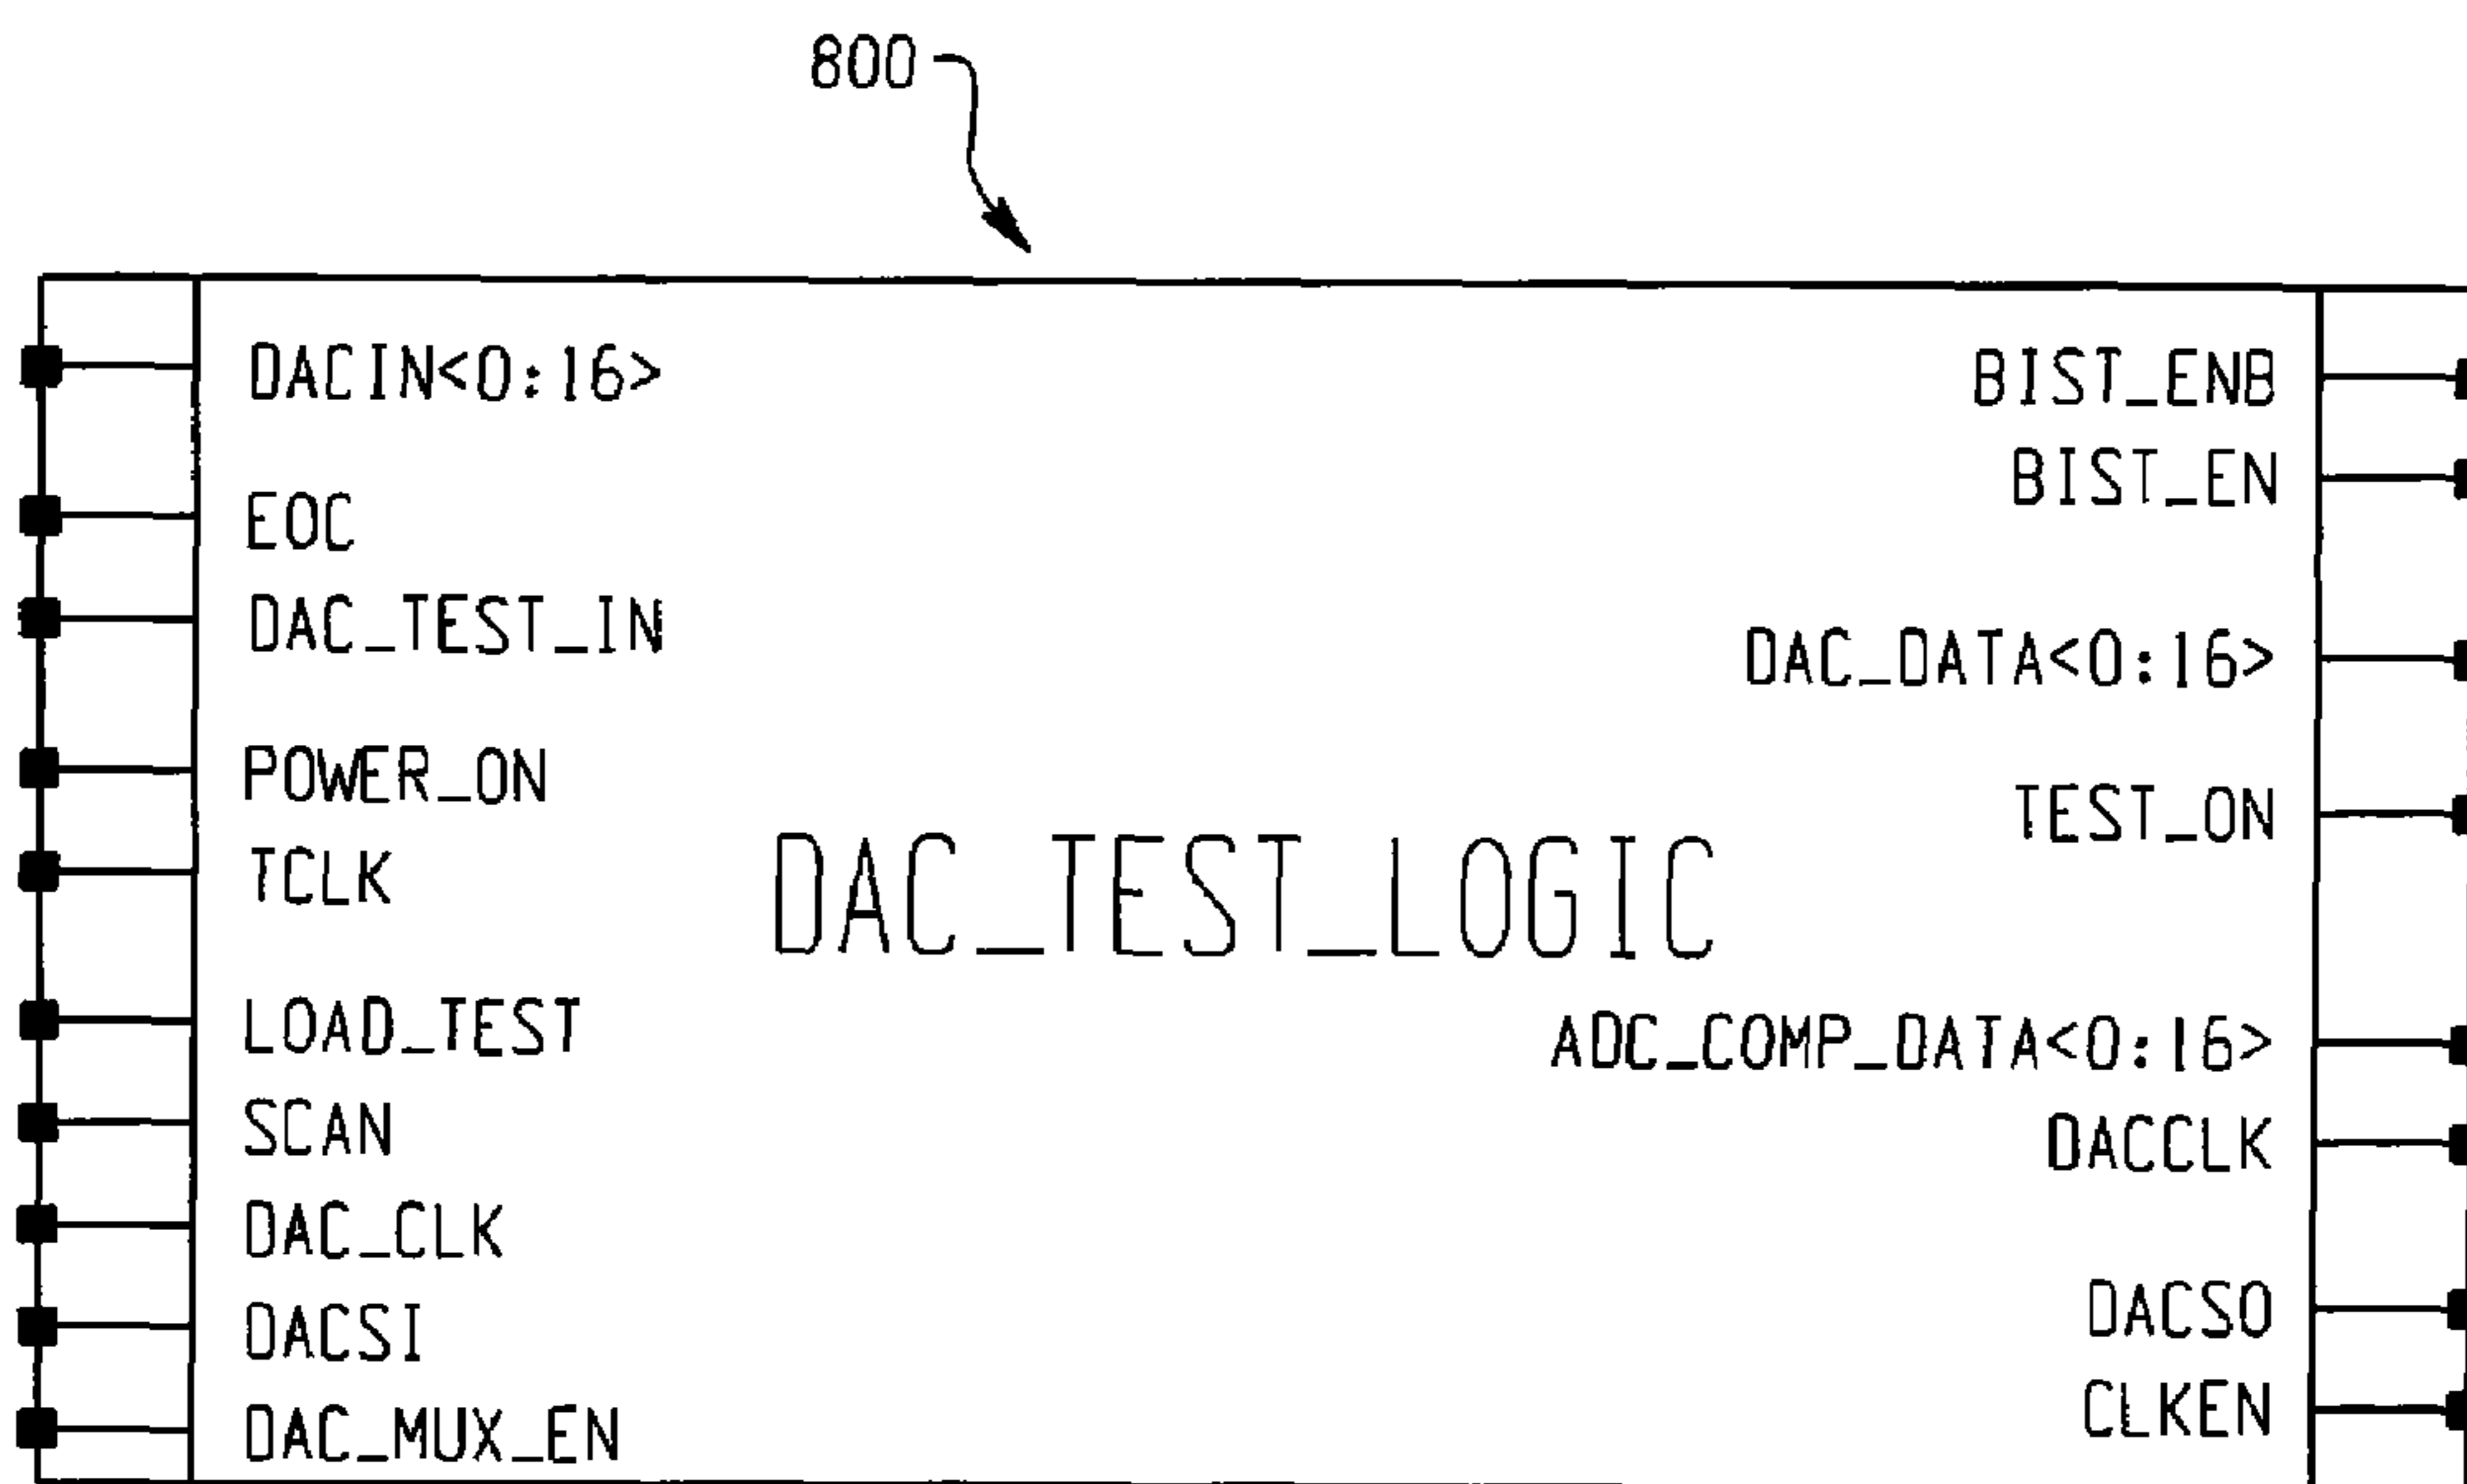 800
DACIN<0:16>
BIST_ENB
BIST_EN
EOC
DAC_TEST_IN
DAC_DATA<0:16>
POWER_ON
TEST_ON
TCLK
DAC_TEST_LOGIC
LOAD_TEST
ADC_COMP_DATA<0:16>
SCAN
DACCLK
DAC_CLK
DACSI
DACSO
CLKEN
DAC_MUX_EN